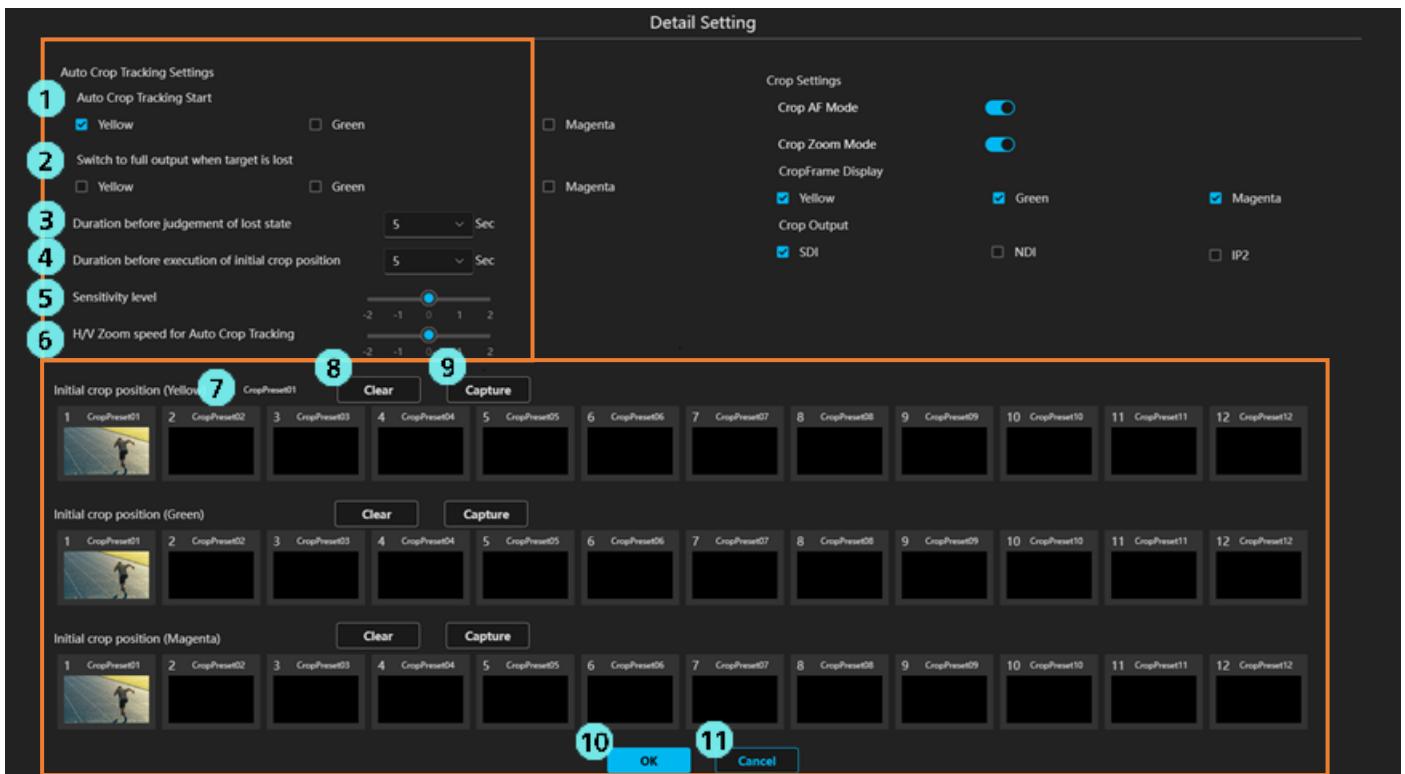 Detail Setting
Auto Crop Tracking Settings
1 Auto Crop Tracking Start
Yellow Green Magenta
2 Switch to full output when target is lost
Yellow Green Magenta
3 Duration before judgement of lost state 5 Sec
4 Duration before execution of initial crop position 5 Sec
5 Sensitivity level
-2 -1 0 1 2
6 H/V Zoom speed for Auto Crop Tracking
-2 -1 0 2
Crop Settings
Crop AF Mode
Crop Zoom Mode
CropFrame Display
Yellow Green Magenta
Crop Output
SDI NDI IP2
8 9
Initial crop position (Yellow 7 CropPreset01 Clear Capture
1 CropPreset01 2 CropPreset02 3 CropPreset03 4 CropPreset04 5 CropPreset05 6 CropPreset06 7 CropPreset07 8 CropPreset08 9 CropPreset09 10 CropPreset10 11 CropPreset11 12 CropPreset12
Initial crop position (Green) Clear Capture
1 CropPreset01 2 CropPreset02 3 CropPreset03 4 CropPreset04 5 CropPreset05 6 CropPreset06 7 CropPreset07 8 CropPreset08 9 CropPreset09 10 CropPreset10 11 CropPreset11 12 CropPreset12
Initial crop position (Magenta) Clear Capture
1 CropPreset01 2 CropPreset02 3 CropPreset03 4 CropPreset04 5 CropPreset05 6 CropPreset06 7 CropPreset07 8 CropPreset08 9 CropPreset09 10 CropPreset10 11 CropPreset11 12 CropPreset12
10 OK 11 Cancel